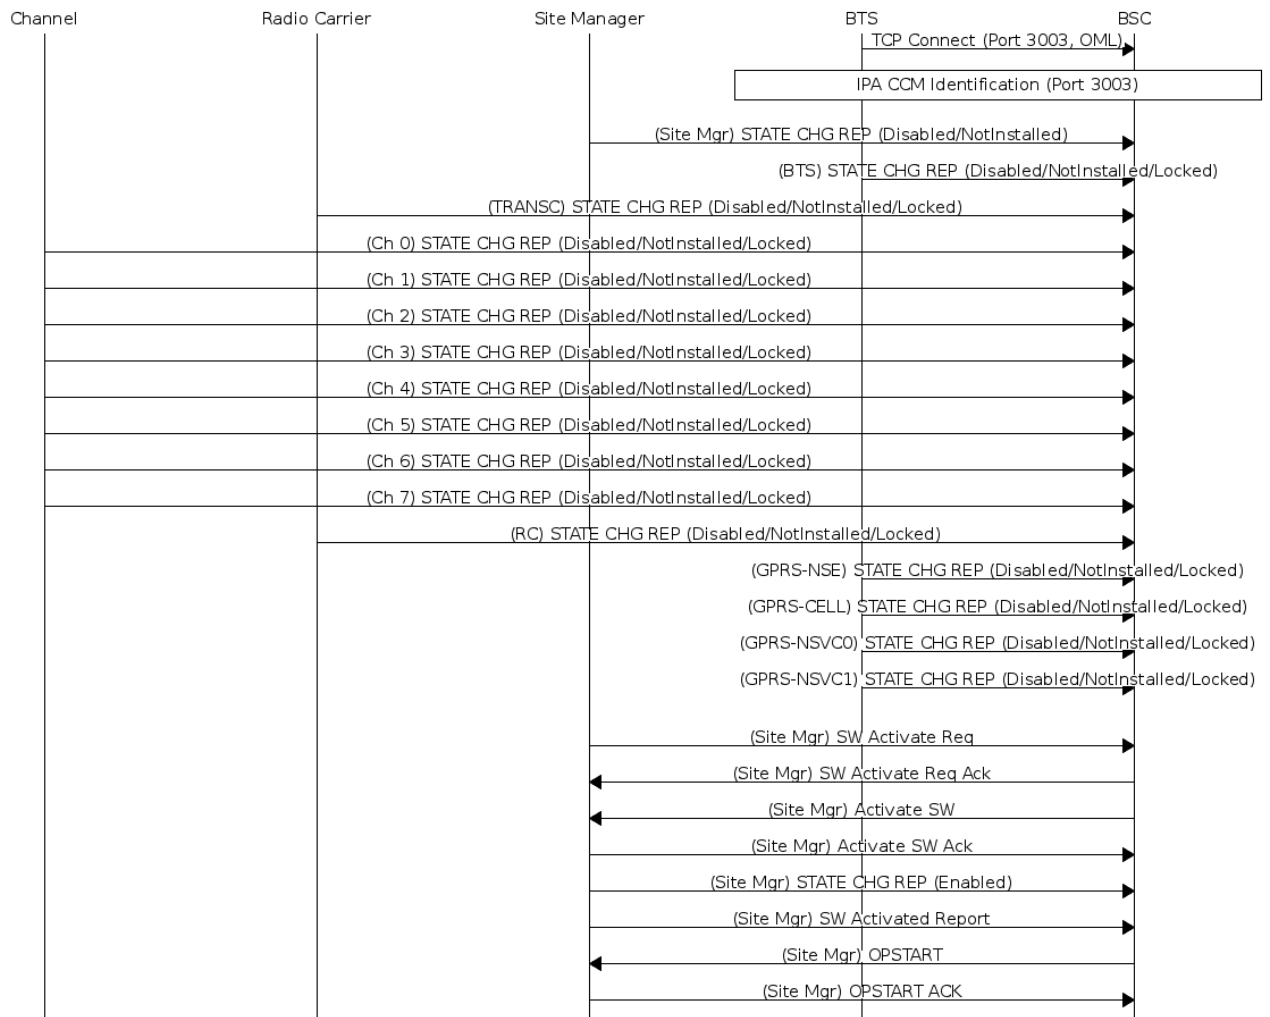 Channel Radio Carrier Site Manager BTS BSC
TCP Connect (Port 3003, OML)
IPA CCM Identification (Port 3003)
(Site Mgr) STATE CHG REP (Disabled/NotInstalled)
(BTS) STATE CHG REP (Disabled/NotInstalled/Locked)
(TRANSC) STATE CHG REP (Disabled/NotInstalled/Locked)
(Ch 0) STATE CHG REP (Disabled/NotInstalled/Locked)
(Ch 1) STATE CHG REP (Disabled/NotInstalled/Locked)
(Ch 2) STATE CHG REP (Disabled/NotInstalled/Locked)
(Ch 3) STATE CHG REP (Disabled/NotInstalled/Locked)
(Ch 4) STATE CHG REP (Disabled/NotInstalled/Locked)
(Ch 5) STATE CHG REP (Disabled/NotInstalled/Locked)
(Ch 6) STATE CHG REP (Disabled/NotInstalled/Locked)
(Ch 7) STATE CHG REP (Disabled/NotInstalled/Locked)
(RC) STATE CHG REP (Disabled/NotInstalled/Locked)
(GPRS-NSE) STATE CHG REP (Disabled/NotInstalled/Locked)
(GPRS-CELL) STATE CHG REP (Disabled/NotInstalled/Locked)
(GPRS-NSVC0) STATE CHG REP (Disabled/NotInstalled/Locked)
(GPRS-NSVC1) STATE CHG REP (Disabled/NotInstalled/Locked)
(Site Mgr) SW Activate Req
(Site Mgr) SW Activate Req Ack
(Site Mgr) Activate SW
(Site Mgr) Activate SW Ack
(Site Mgr) STATE CHG REP (Enabled)
(Site Mgr) SW Activated Report
(Site Mgr) OPSTART
(Site Mgr) OPSTART ACK